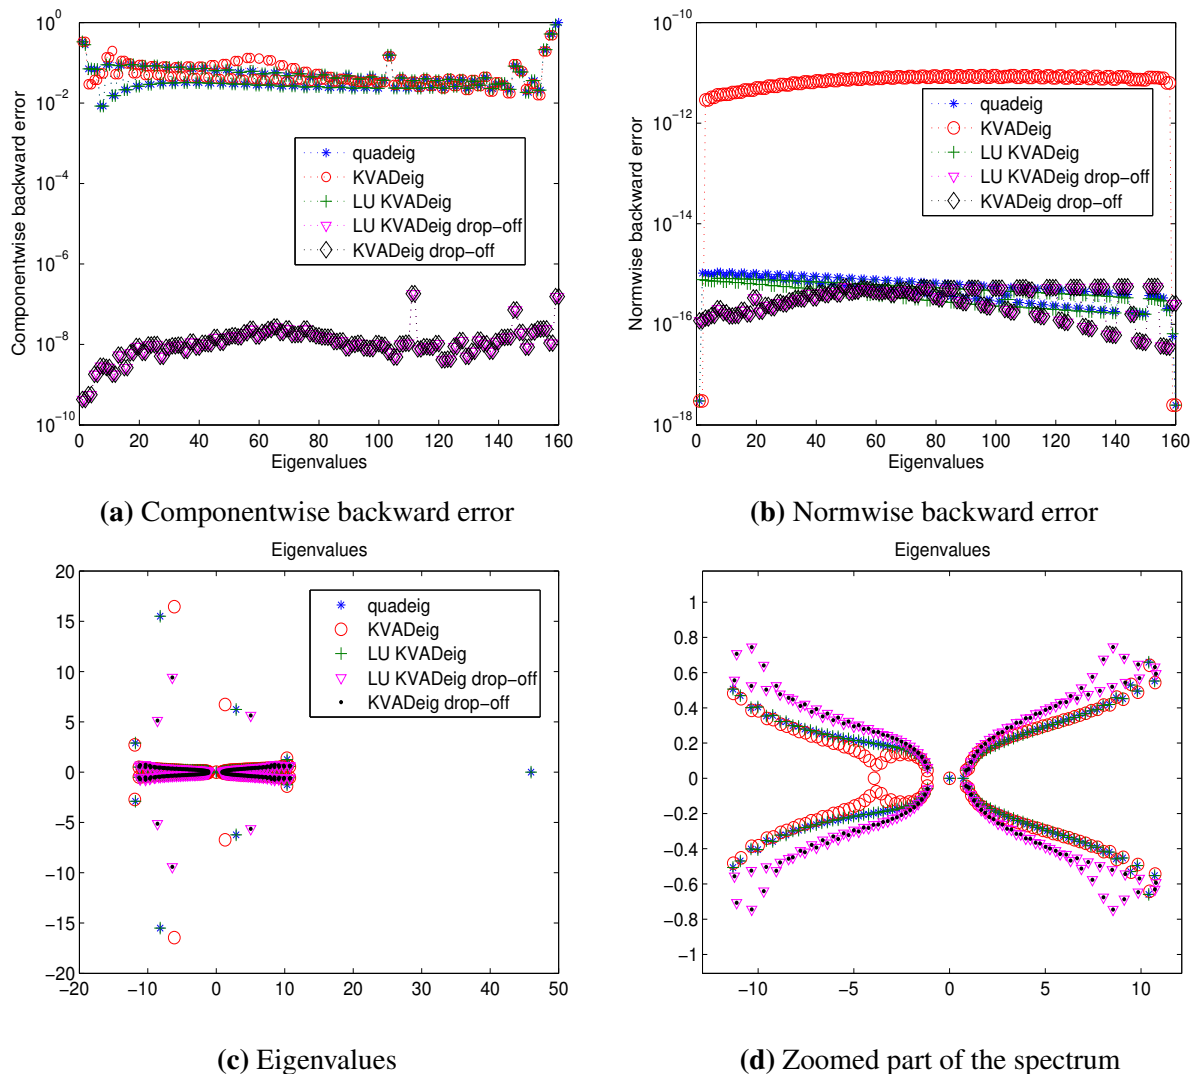 10^0
10^-2
10^-4
10^-6
10^-8
10^-10
Componentwise backward error
quadeig
KVADeig
LU KVADeig
LU KVADeig drop-off
KVADeig drop-off
0 20 40 60 80 100 120 140 160
Eigenvalues
(a) Componentwise backward error
10^-10
10^-12
10^-14
10^-16
10^-18
Normwise backward error
quadeig
KVADeig
LU KVADeig
LU KVADeig drop-off
KVADeig drop-off
0 20 40 60 80 100 120 140 160
Eigenvalues
(b) Normwise backward error
Eigenvalues
20
15
10
5
0
-5
-10
-15
-20
quadeig
KVADeig
LU KVADeig
LU KVADeig drop-off
KVADeig drop-off
-20 -10 0 10 20 30 40 50
(c) Eigenvalues
Eigenvalues
1
0.8
0.6
0.4
0.2
0
-0.2
-0.4
-0.6
-0.8
-1
-10 -5 0 5 10
(d) Zoomed part of the spectrum